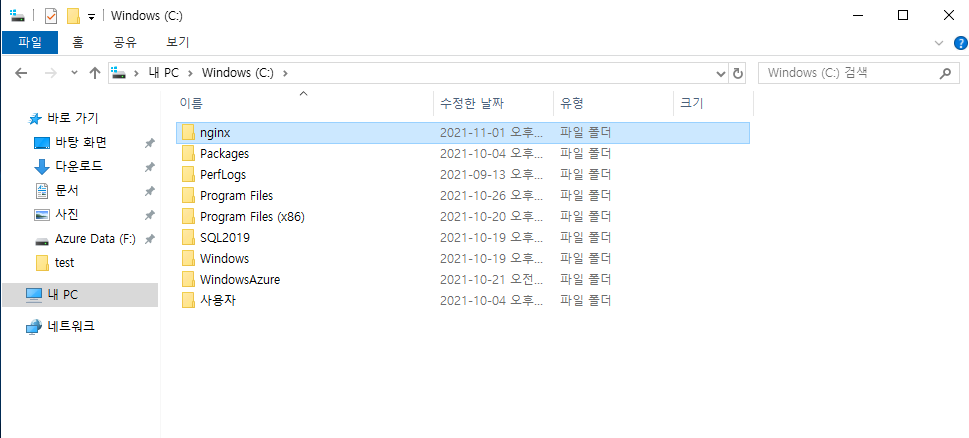 Windows (C:)
파일 홈 공유 보기
내 PC Windows (C:) Windows (C:) 검색
이름 수정한 날짜 유형 크기
바로 가기
바탕 화면
다운로드
문서
사진
Azure Data (F:)
test
내 PC
네트워크
nginx 2021-11-01 오후... 파일 폴더
Packages 2021-10-04 오후... 파일 폴더
PerfLogs 2021-09-13 오후... 파일 폴더
Program Files 2021-10-26 오후... 파일 폴더
Program Files (x86) 2021-10-20 오후... 파일 폴더
SQL2019 2021-10-19 오후... 파일 폴더
Windows 2021-10-19 오후... 파일 폴더
WindowsAzure 2021-10-21 오전... 파일 폴더
사용자 2021-10-04 오후... 파일 폴더